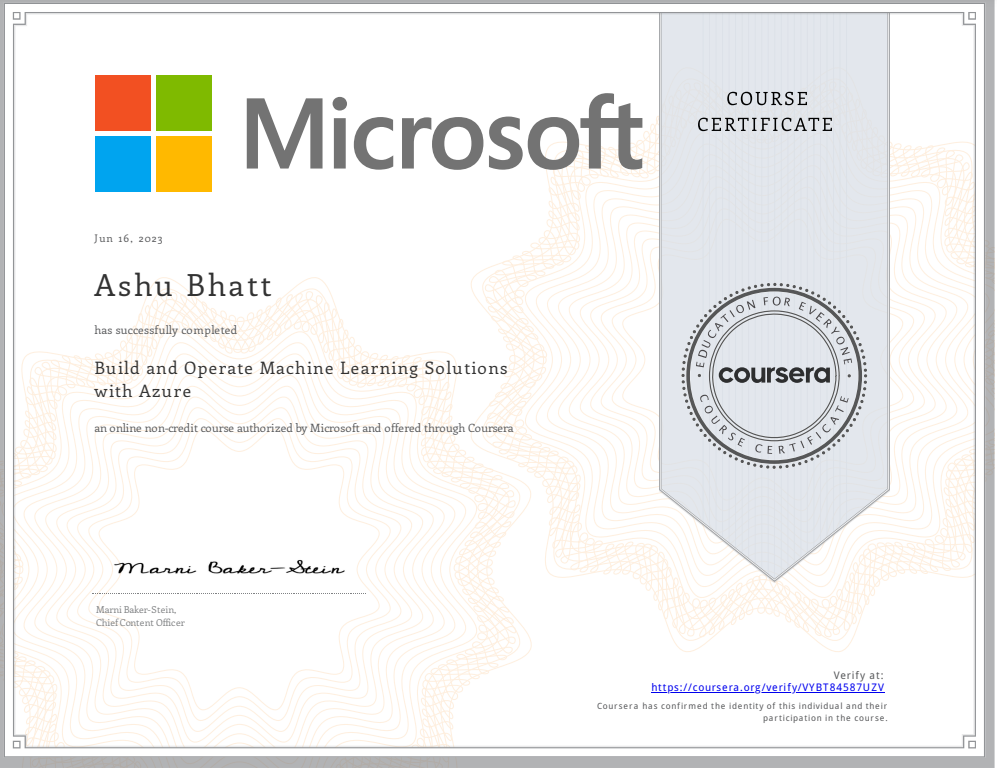 Microsoft
COURSE
CERTIFICATE
Jun 16, 2023
Ashu Bhatt
has successfully completed
Build and Operate Machine Learning Solutions
with Azure
an online non-credit course authorized by Microsoft and offered through Coursera
EDUCATION FOR EVERYONE
coursera
COURSE CERTIFICATE
Marni Baker-Stein
Marni Baker-Stein,
Chief Content Officer
Verify at:
https://coursera.org/verify/VYBT84587UZV
Coursera has confirmed the identity of this individual and their
participation in the course.